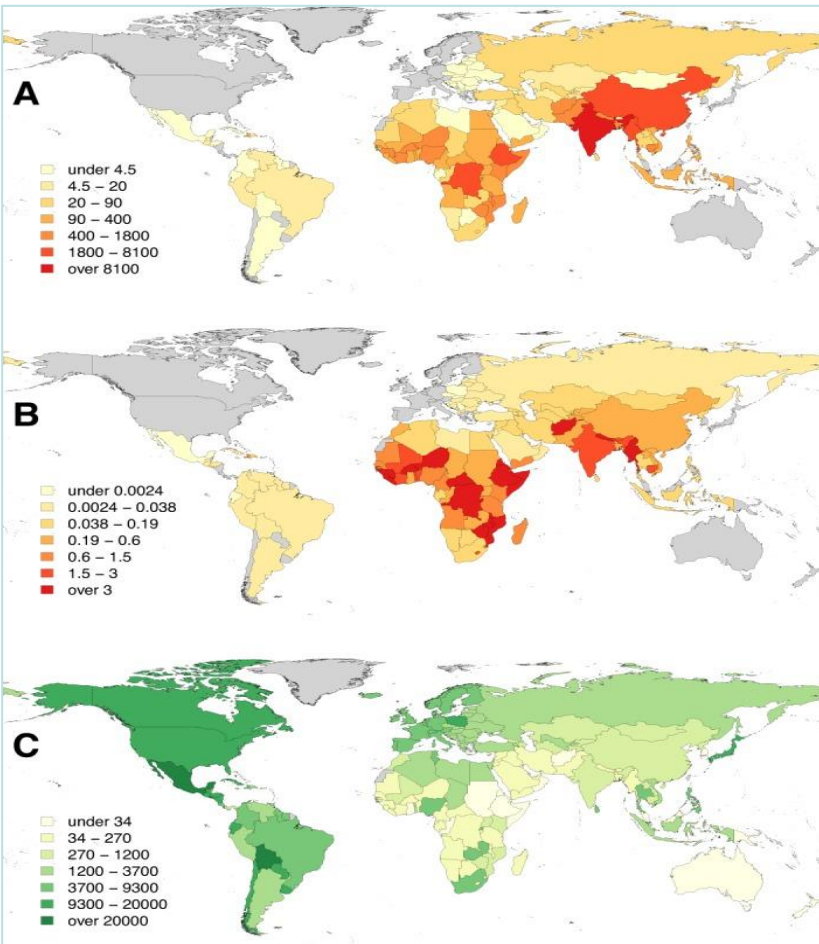 A
under 4.5
4.5 – 20
20 – 90
90 – 400
400 – 1800
1800 – 8100
over 8100
B
under 0.0024
0.0024 – 0.038
0.038 – 0.19
0.19 – 0.6
0.6 – 1.5
1.5 – 3
over 3
C
under 34
34 – 270
270 – 1200
1200 – 3700
3700 – 9300
9300 – 20000
over 20000